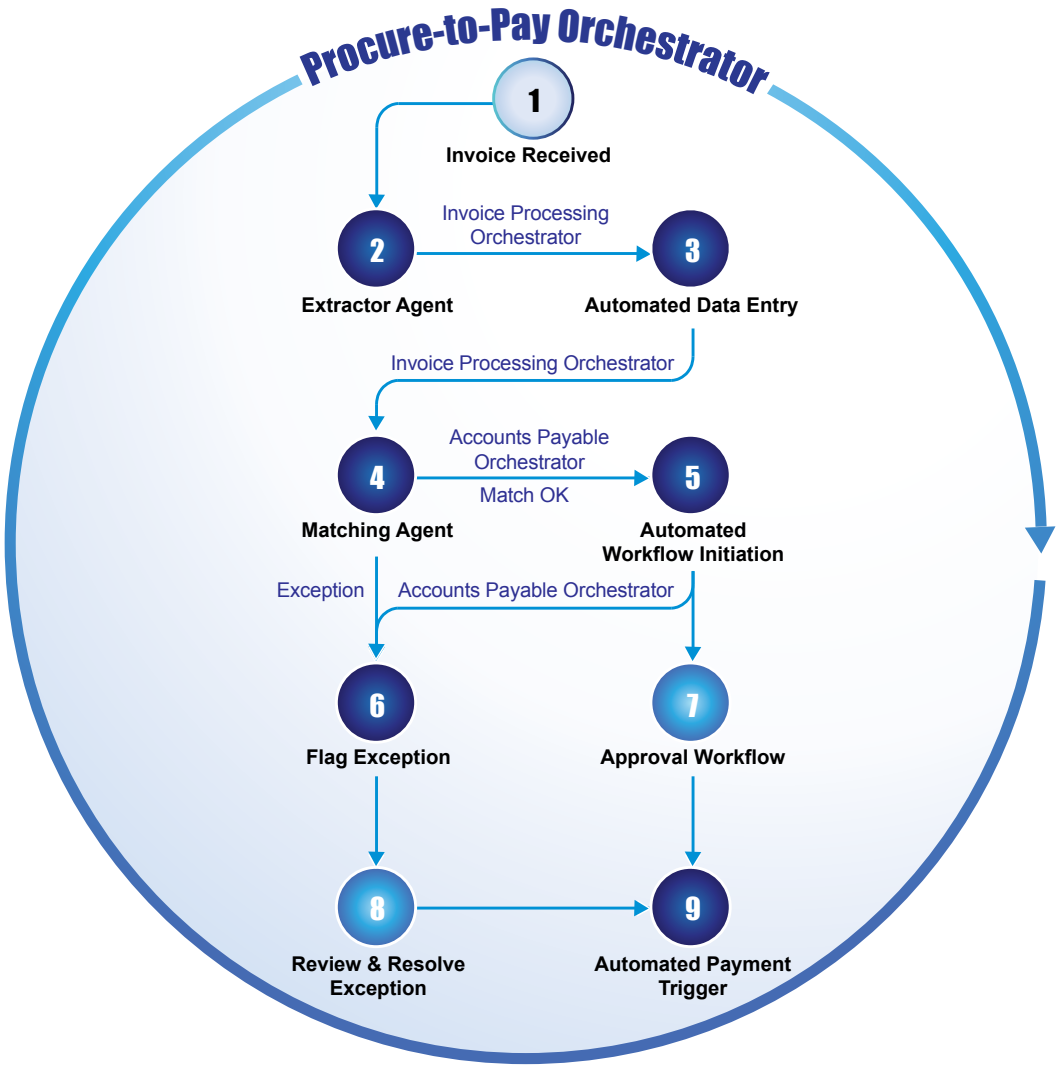 Procure-to-Pay Orchestrator
1
Invoice Received
Invoice Processing
Orchestrator
2
3
Extractor Agent
Automated Data Entry
Invoice Processing Orchestrator
Accounts Payable
Orchestrator
4
5
Match OK
Matching Agent
Automated
Workflow Initiation
Exception
Accounts Payable Orchestrator
6
7
Flag Exception
Approval Workflow
8
9
Review & Resolve
Exception
Automated Payment
Trigger